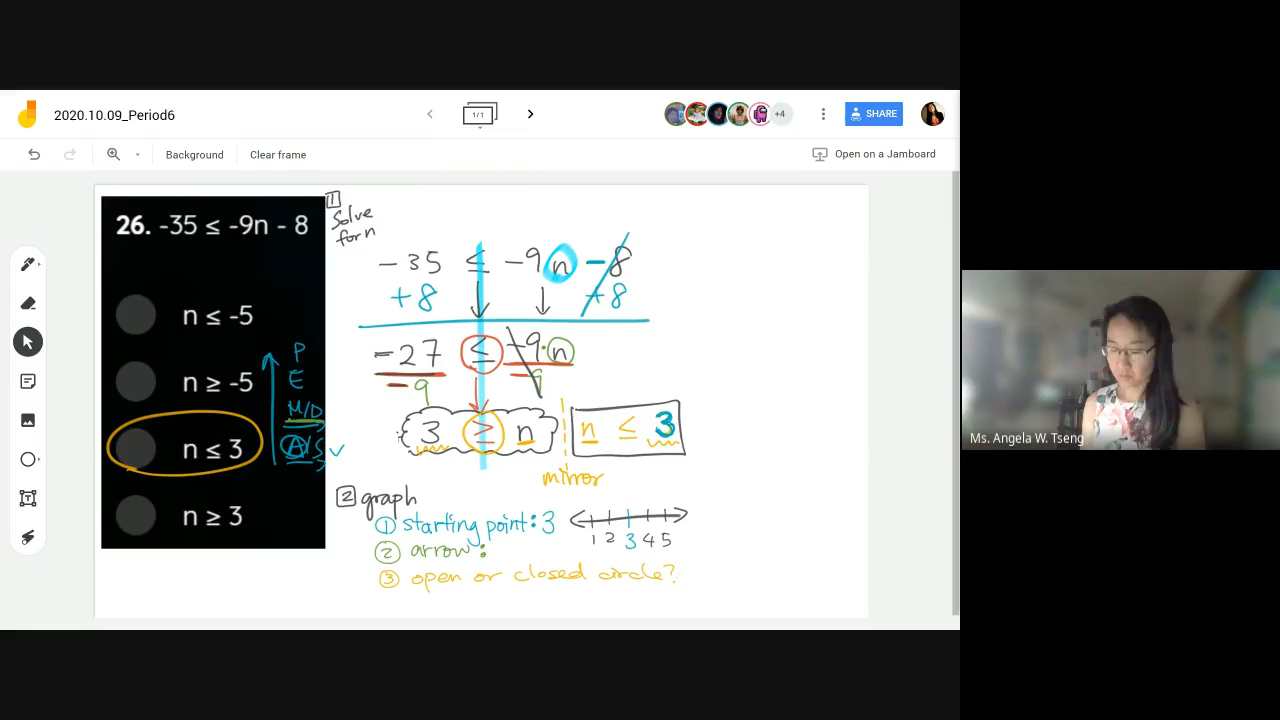 2020.10.09_Period6
1/1
+4
SHARE
Background
Clear frame
Open on a Jamboard
26. -35 ≤ -9n - 8
n ≤ -5
n ≥ -5
n ≤ 3
n ≥ 3
P
E
M/D
A/S ✓
1
Solve
for n
-35 ≤ -9n -8
+8 +8
-27 ≤ -9·n
-9 -9
3 ≥ n
n ≤ 3
mirror
2 graph
① starting point: 3
1 2 3 4 5
② arrow:
③ open or closed circle?
Ms. Angela W. Tseng